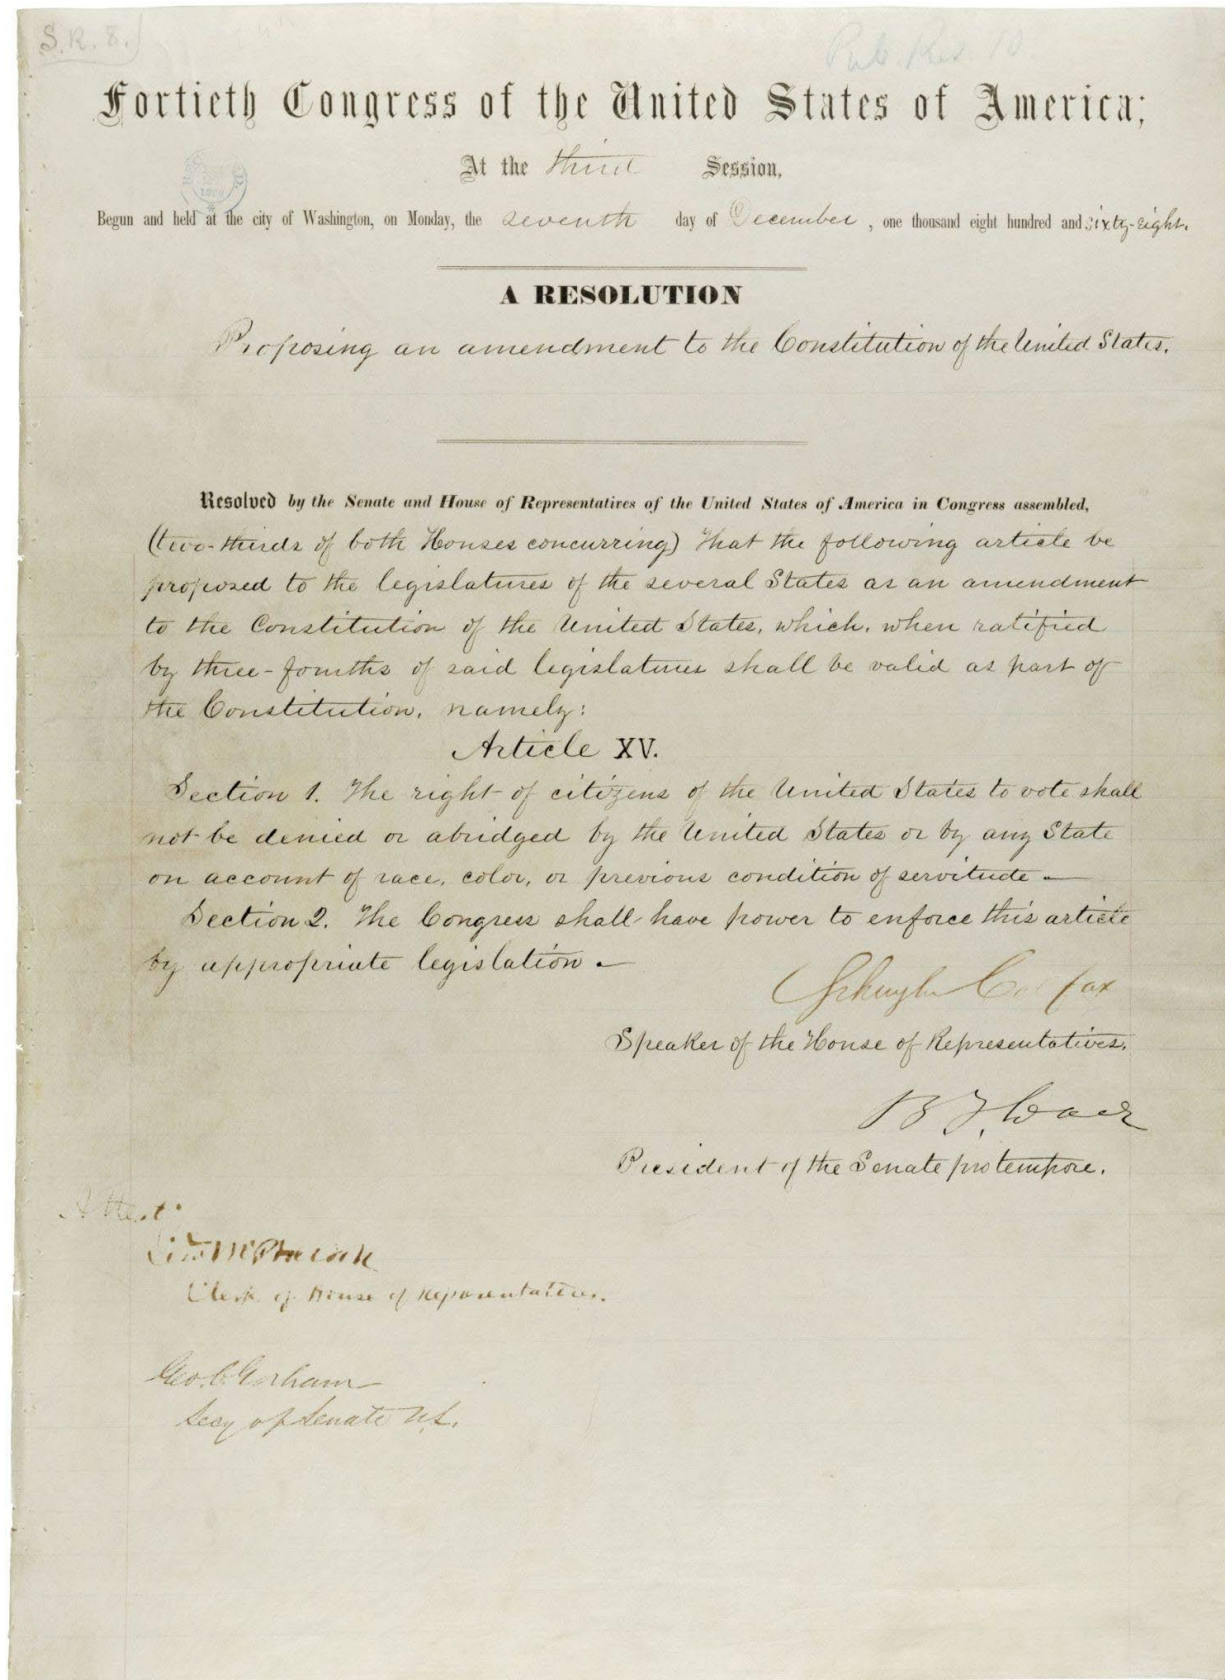 S.R. 8.)
Pub. Res. 10.
Fortieth Congress of the United States of America;
At the third Session,
Begun and held at the city of Washington, on Monday, the seventh day of December, one thousand eight hundred and sixty-eight.
A RESOLUTION
Proposing an amendment to the Constitution of the United States.
Resolved by the Senate and House of Representatives of the United States of America in Congress assembled,
(two-thirds of both Houses concurring) That the following article be
proposed to the legislatures of the several States as an amendment
to the Constitution of the United States, which, when ratified
by three-fourths of said legislatures shall be valid as part of
the Constitution, namely:
Article XV.
Section 1. The right of citizens of the United States to vote shall
not be denied or abridged by the United States or by any State
on account of race, color, or previous condition of servitude—
Section 2. The Congress shall have power to enforce this article
by appropriate legislation—
Schuyler Colfax
Speaker of the House of Representatives.
B F Wade
President of the Senate pro tempore.
Attest:
McPherson
Clerk of House of Representatives.
Geo. C. Gorham
Secy of Senate U.S.